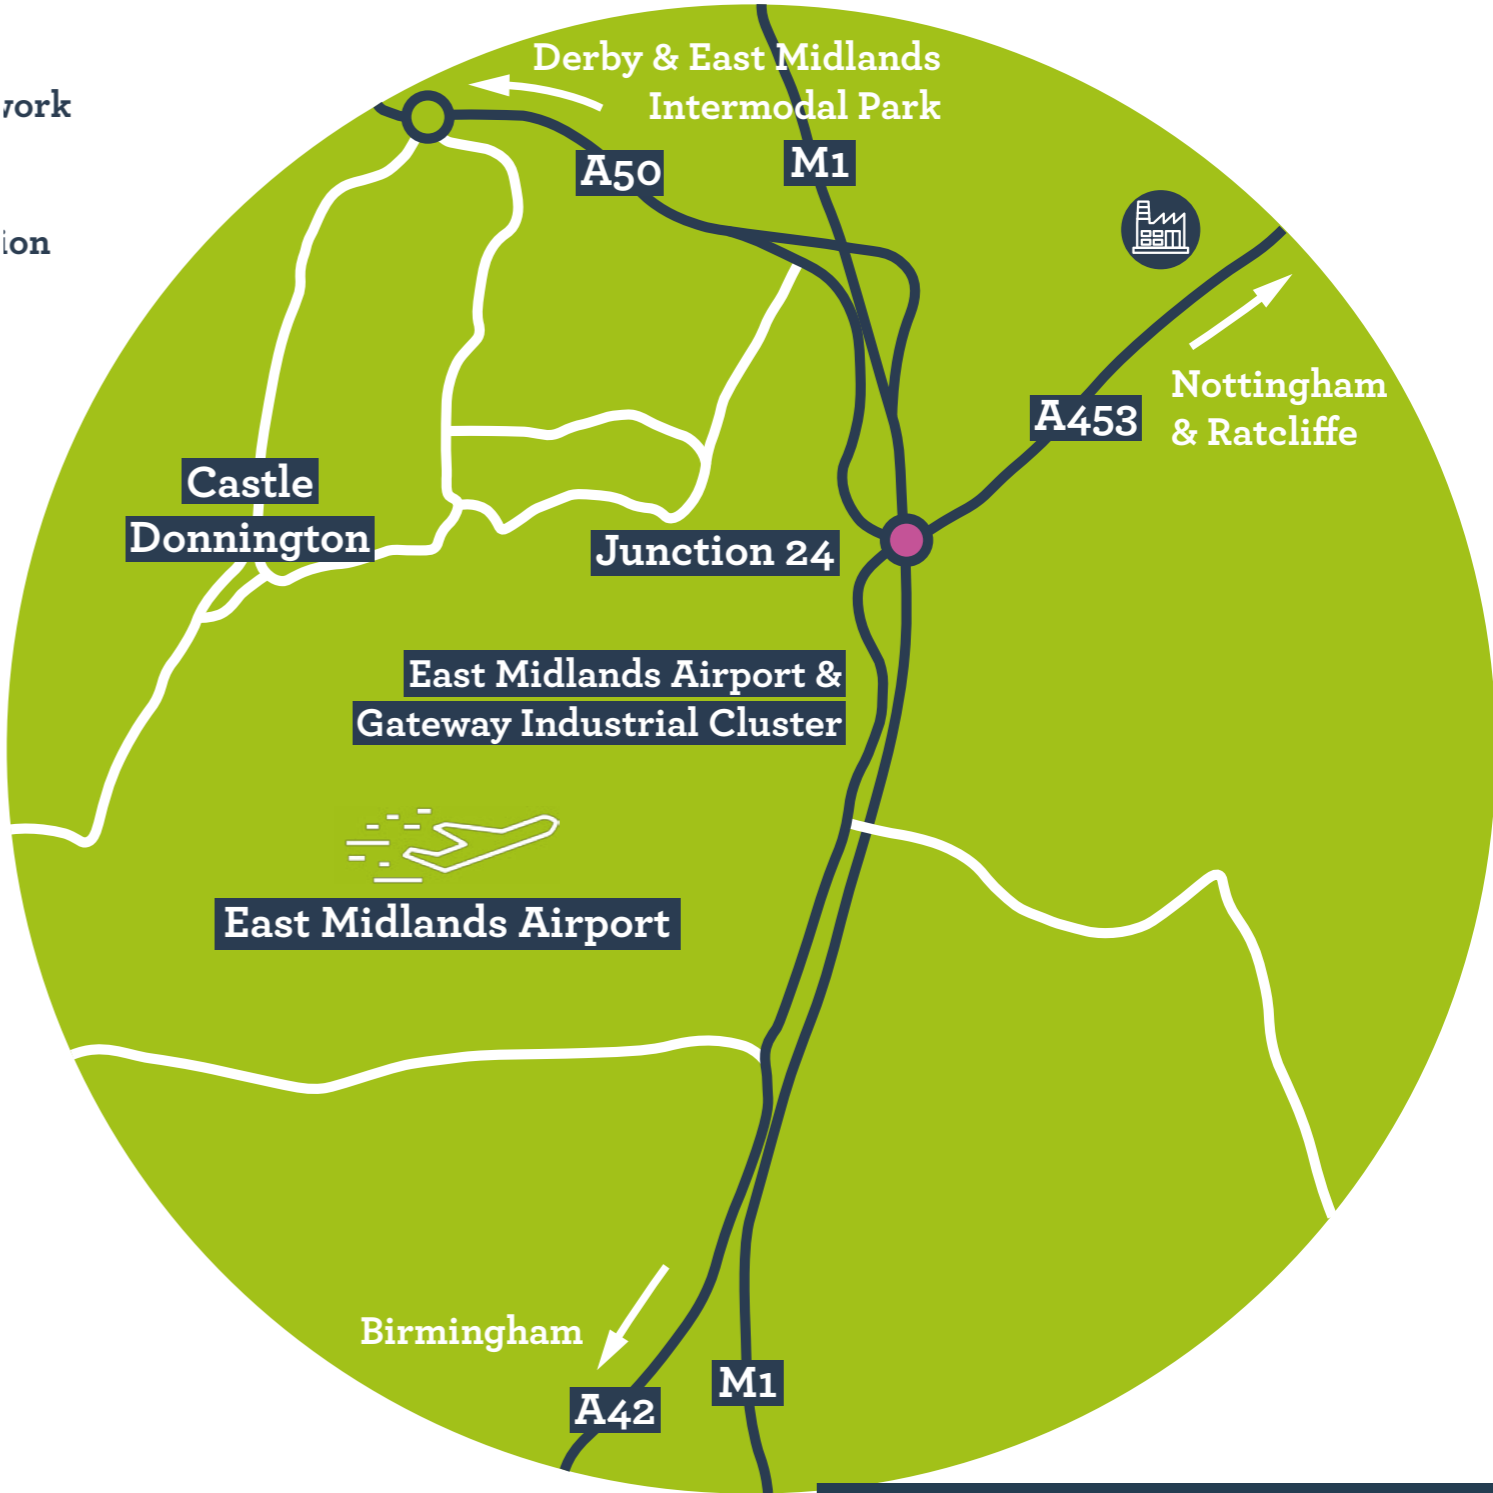 Derby & East Midlands
Intermodal Park
A50
M1
A453
Nottingham
& Ratcliffe
Castle
Donnington
Junction 24
East Midlands Airport &
Gateway Industrial Cluster
East Midlands Airport
Birmingham
M1
A42